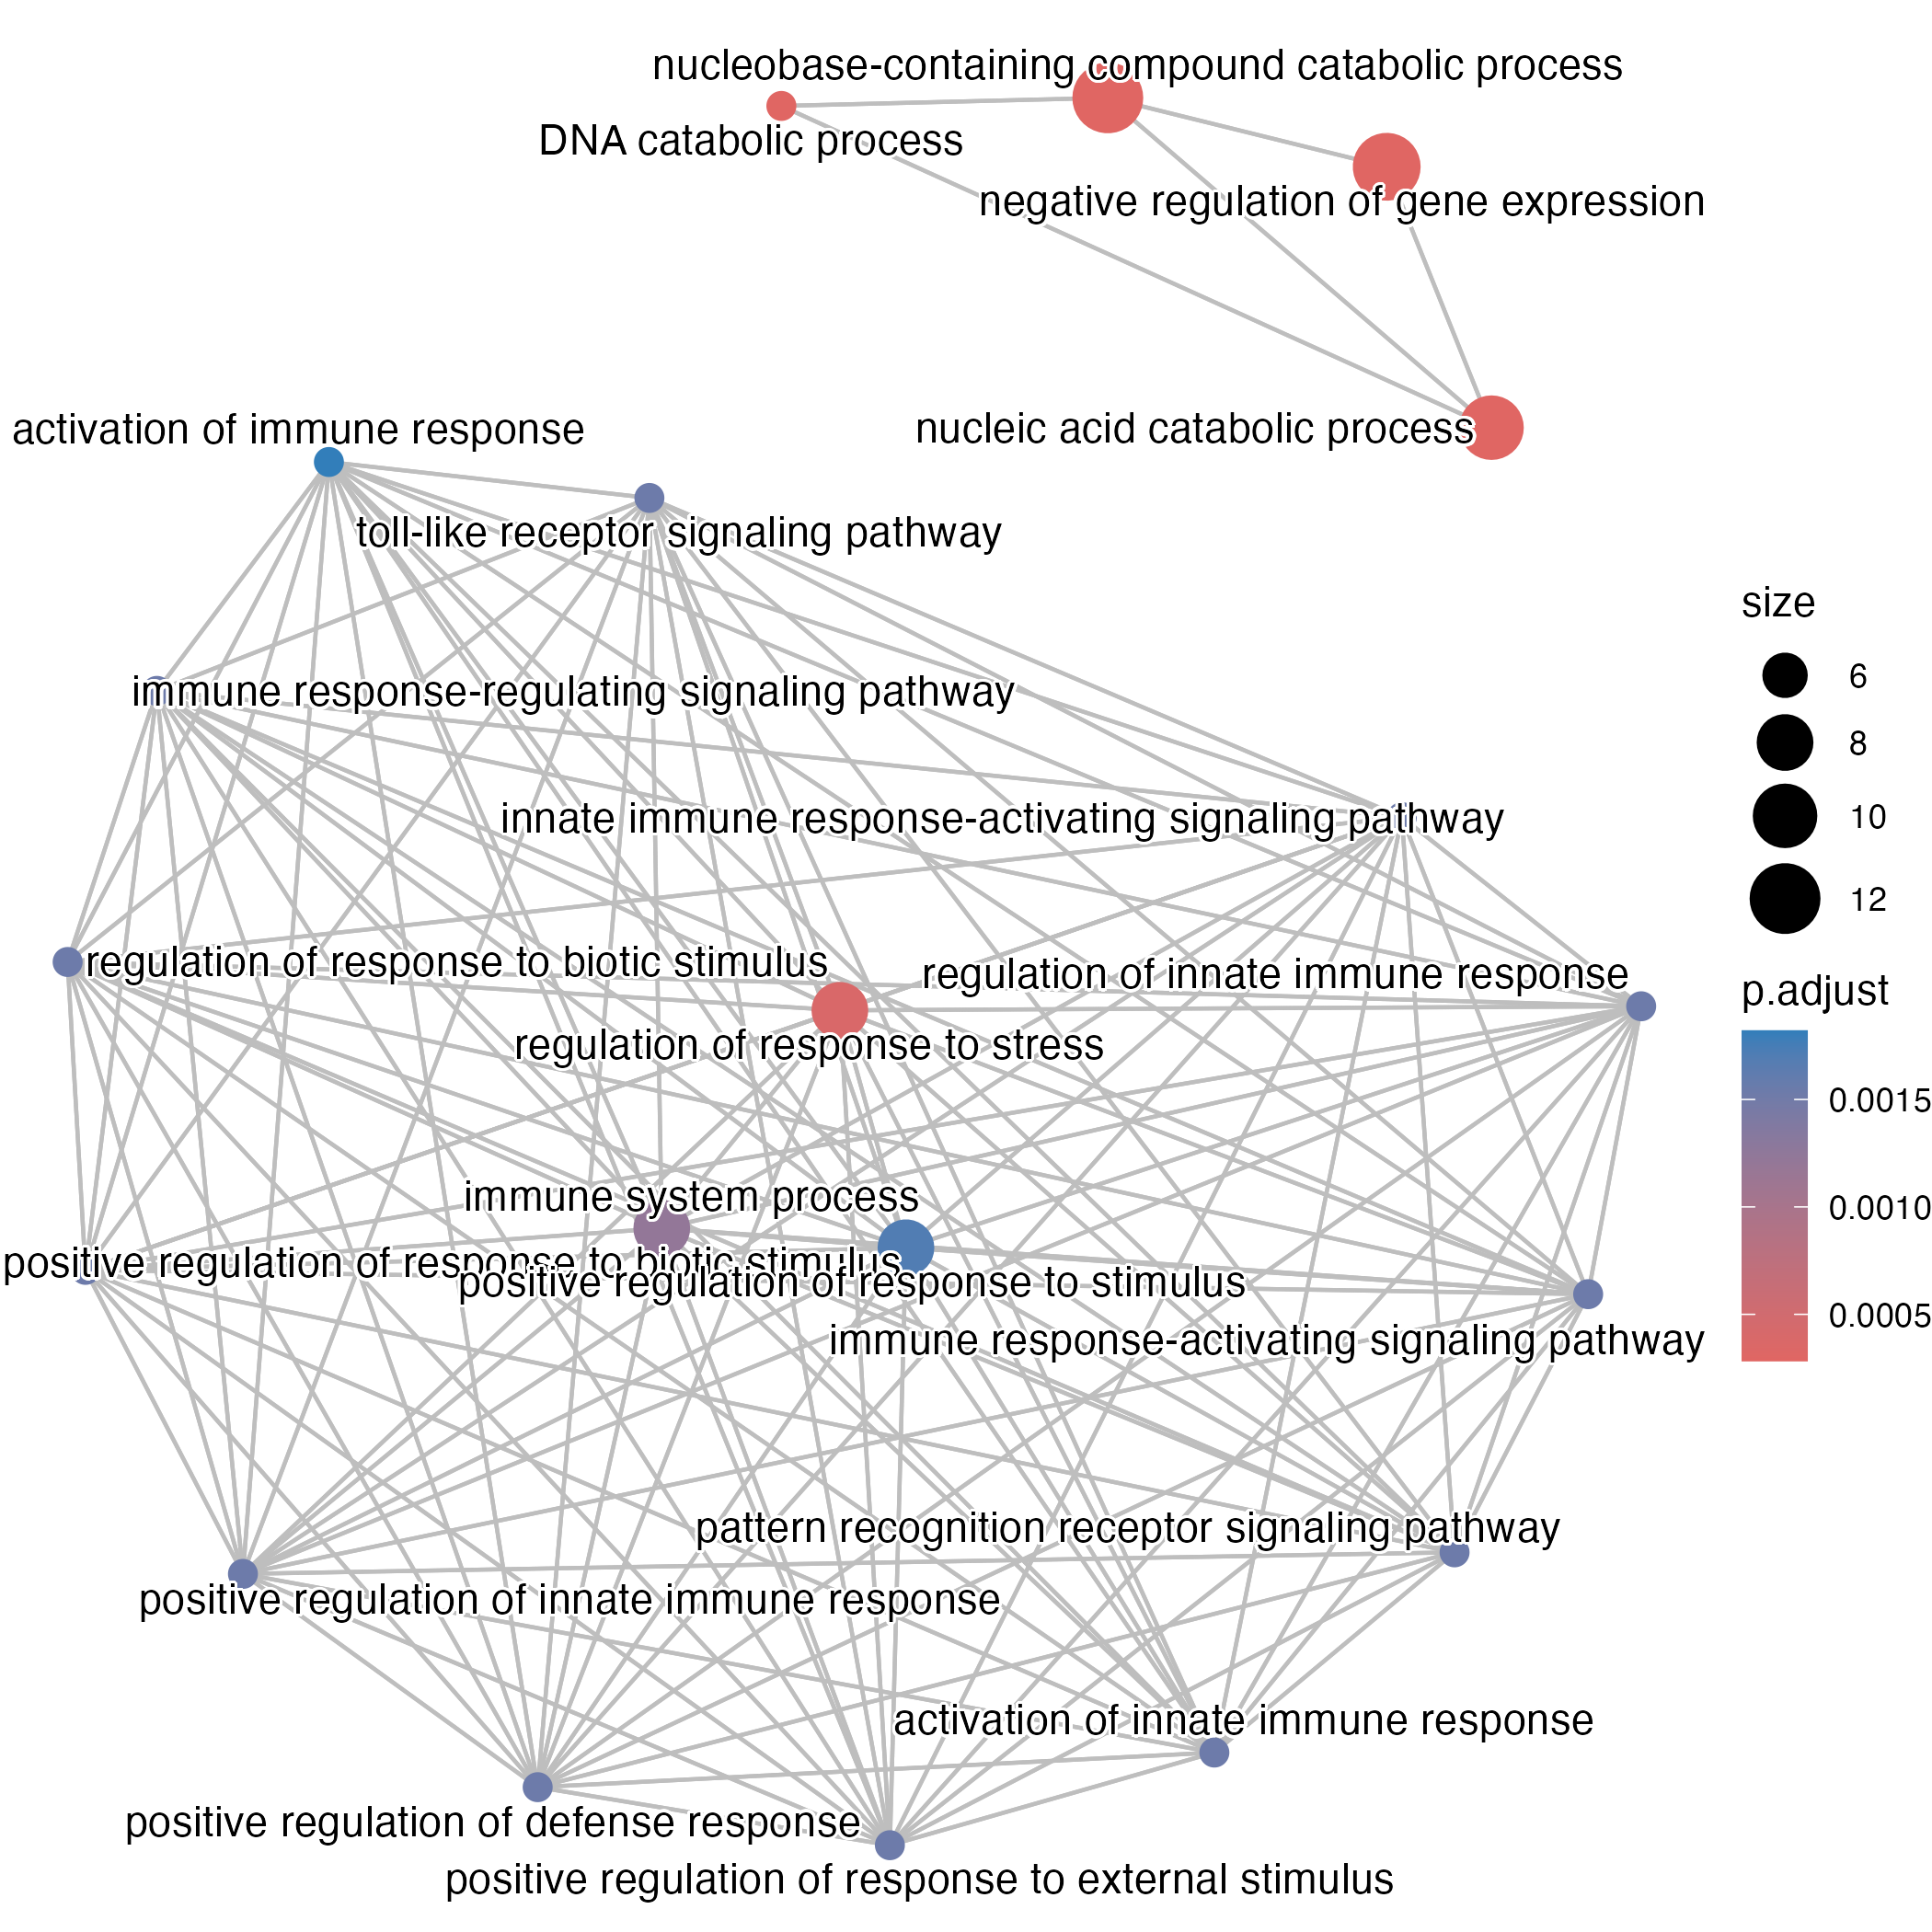 nucleobase-containing compound catabolic process
DNA catabolic process
negative regulation of gene expression
nucleic acid catabolic process
activation of immune response
toll-like receptor signaling pathway
immune response-regulating signaling pathway
innate immune response-activating signaling pathway
regulation of response to biotic stimulus
regulation of innate immune response
regulation of response to stress
immune system process
positive regulation of response to biotic stimulus
positive regulation of response to stimulus
immune response-activating signaling pathway
pattern recognition receptor signaling pathway
positive regulation of innate immune response
activation of innate immune response
positive regulation of defense response
positive regulation of response to external stimulus
size
6
8
10
12
p.adjust
0.0015
0.0010
0.0005